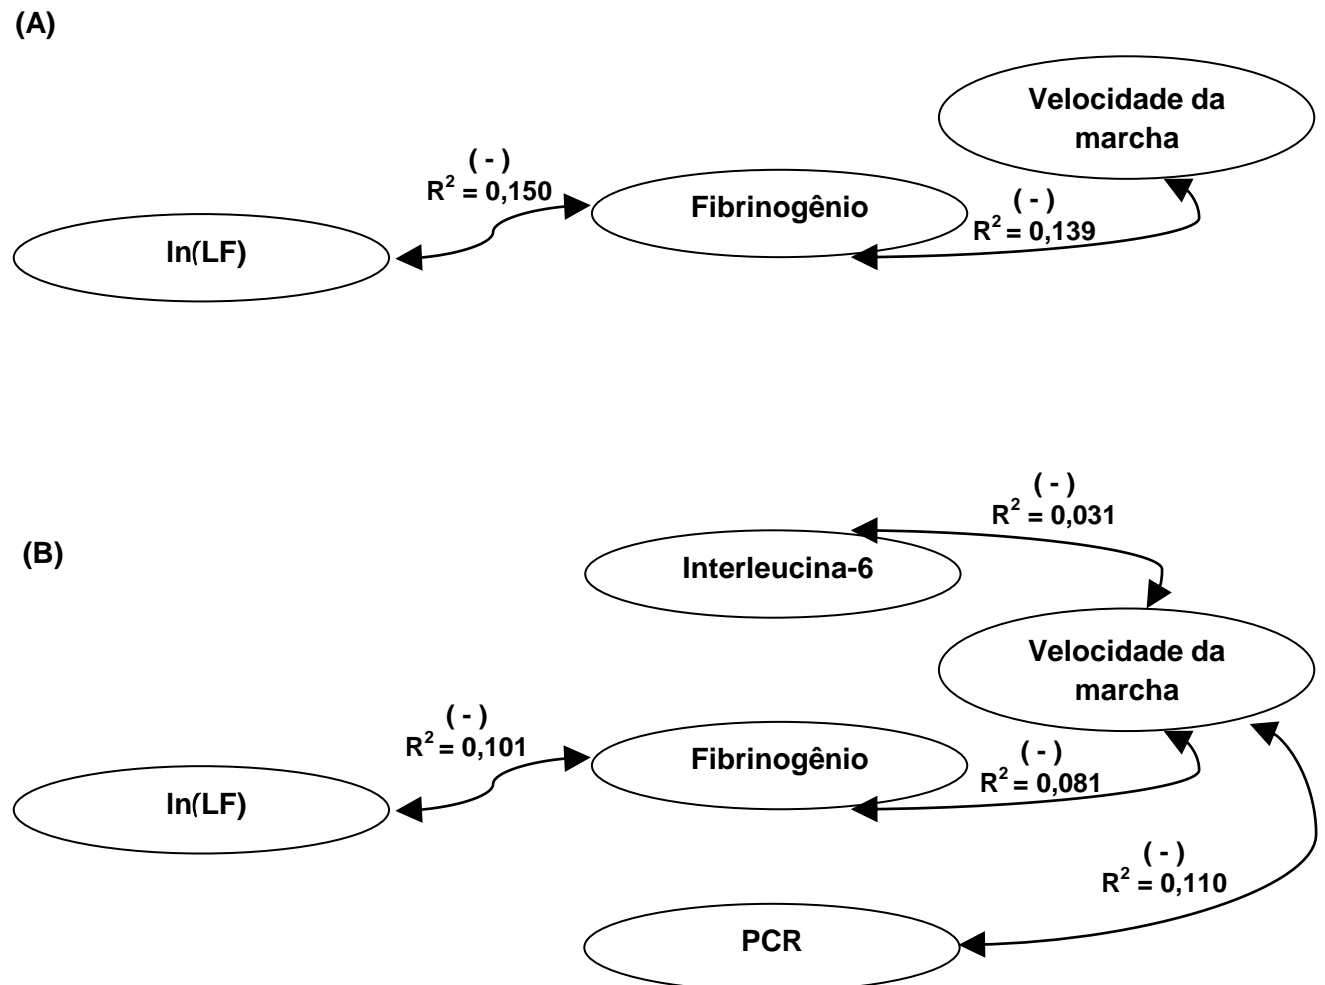 (A)
Velocidade da
marcha
( - )
R² = 0,150
Fibrinogênio
( - )
R² = 0,139
ln(LF)
( - )
R² = 0,031
(B)
Interleucina-6
Velocidade da
marcha
( - )
R² = 0,101
Fibrinogênio
( - )
R² = 0,081
ln(LF)
( - )
R² = 0,110
PCR